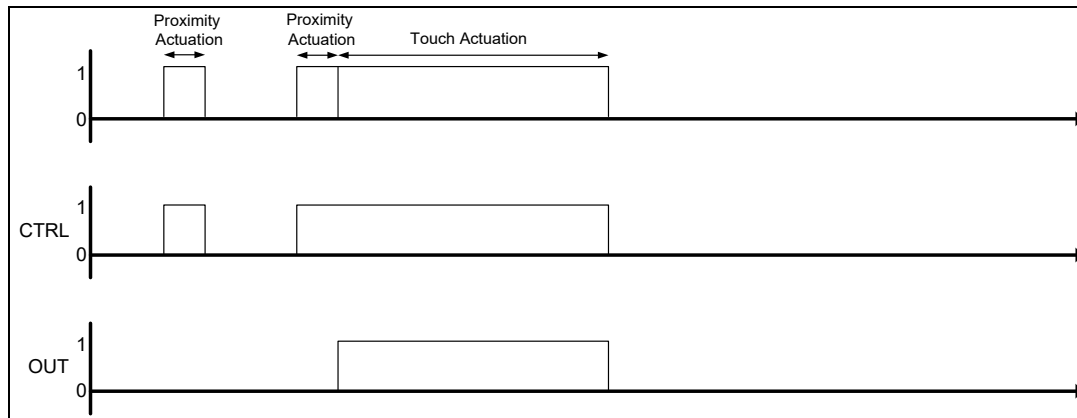 Proximity
Actuation
Proximity
Actuation
Touch Actuation
1
0
CTRL
1
0
OUT
1
0